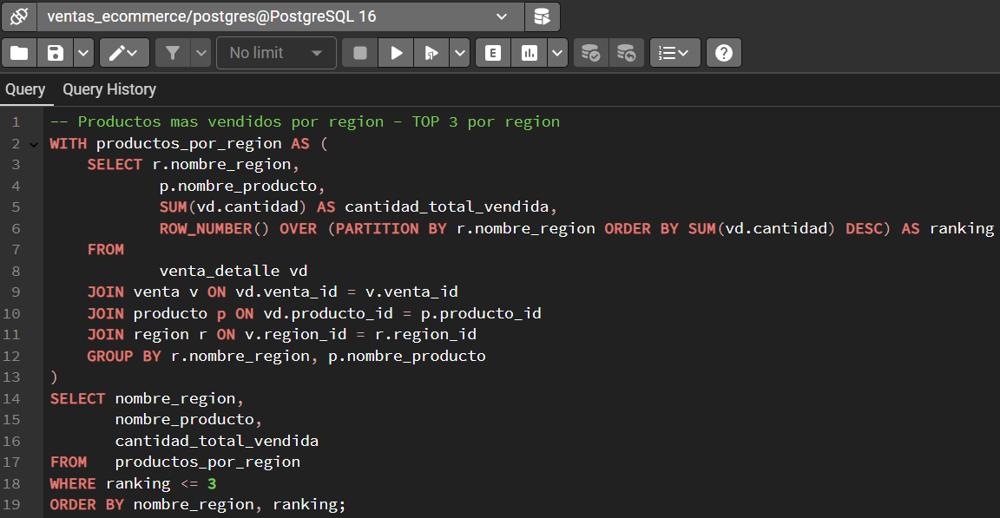 ventas_ecommerce/postgres@PostgreSQL 16
No limit
E
?
Query Query History
1 -- Productos mas vendidos por region - TOP 3 por region
2 WITH productos_por_region AS (
3 SELECT r.nombre_region,
4 p.nombre_producto,
5 SUM(vd.cantidad) AS cantidad_total_vendida,
6 ROW_NUMBER() OVER (PARTITION BY r.nombre_region ORDER BY SUM(vd.cantidad) DESC) AS ranking
7 FROM
8 venta_detalle vd
9 JOIN venta v ON vd.venta_id = v.venta_id
10 JOIN producto p ON vd.producto_id = p.producto_id
11 JOIN region r ON v.region_id = r.region_id
12 GROUP BY r.nombre_region, p.nombre_producto
13 )
14 SELECT nombre_region,
15 nombre_producto,
16 cantidad_total_vendida
17 FROM productos_por_region
18 WHERE ranking <= 3
19 ORDER BY nombre_region, ranking;